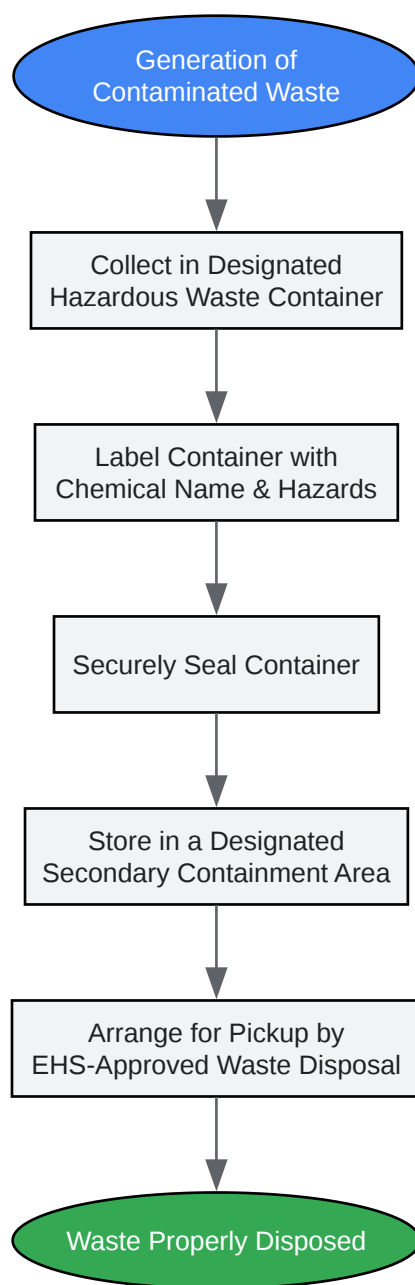 Generation of
Contaminated Waste
Collect in Designated
Hazardous Waste Container
Label Container with
Chemical Name & Hazards
Securely Seal Container
Store in a Designated
Secondary Containment Area
Arrange for Pickup by
EHS-Approved Waste Disposal
Waste Properly Disposed